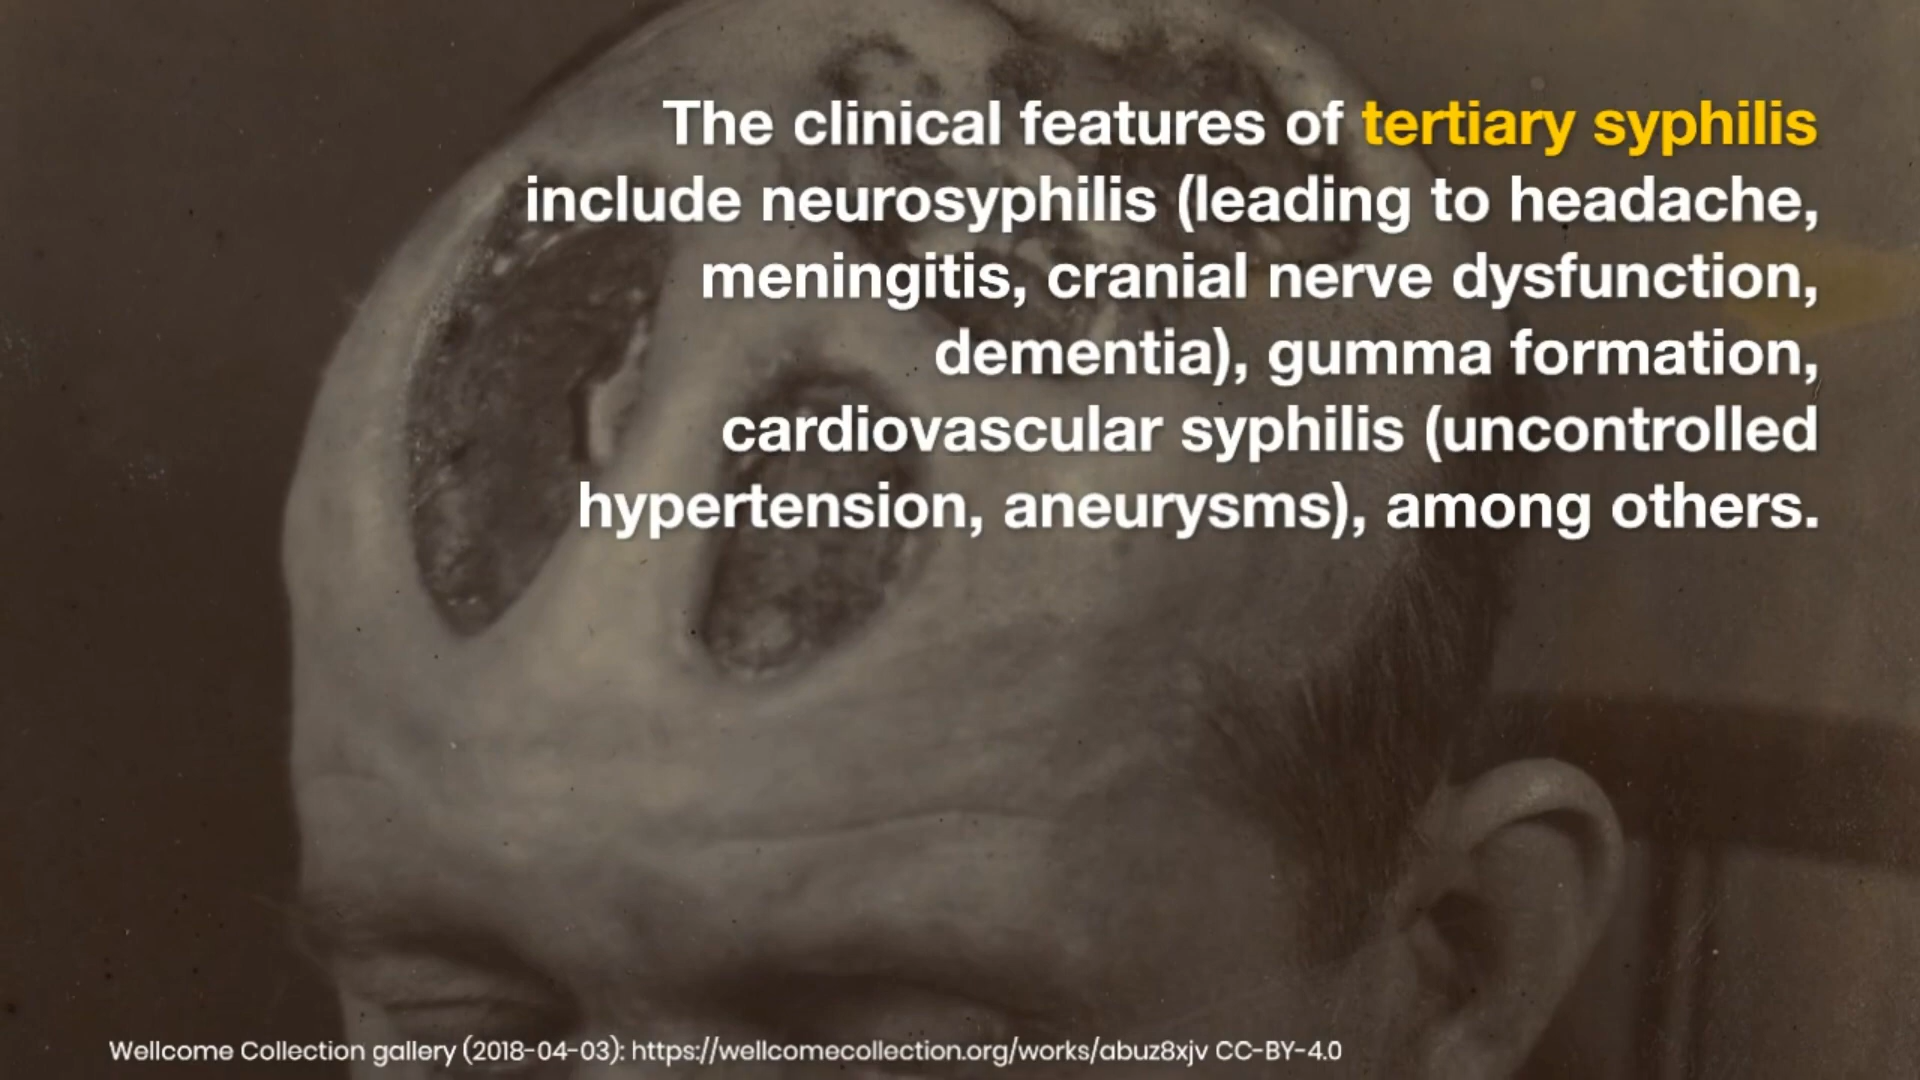 The clinical features of tertiary syphilis
include neurosyphilis (leading to headache,
meningitis, cranial nerve dysfunction,
dementia), gumma formation,
cardiovascular syphilis (uncontrolled
hypertension, aneurysms), among others.
Wellcome Collection gallery (2018-04-03): https://wellcomecollection.org/works/abuz8xjv CC-BY-4.0